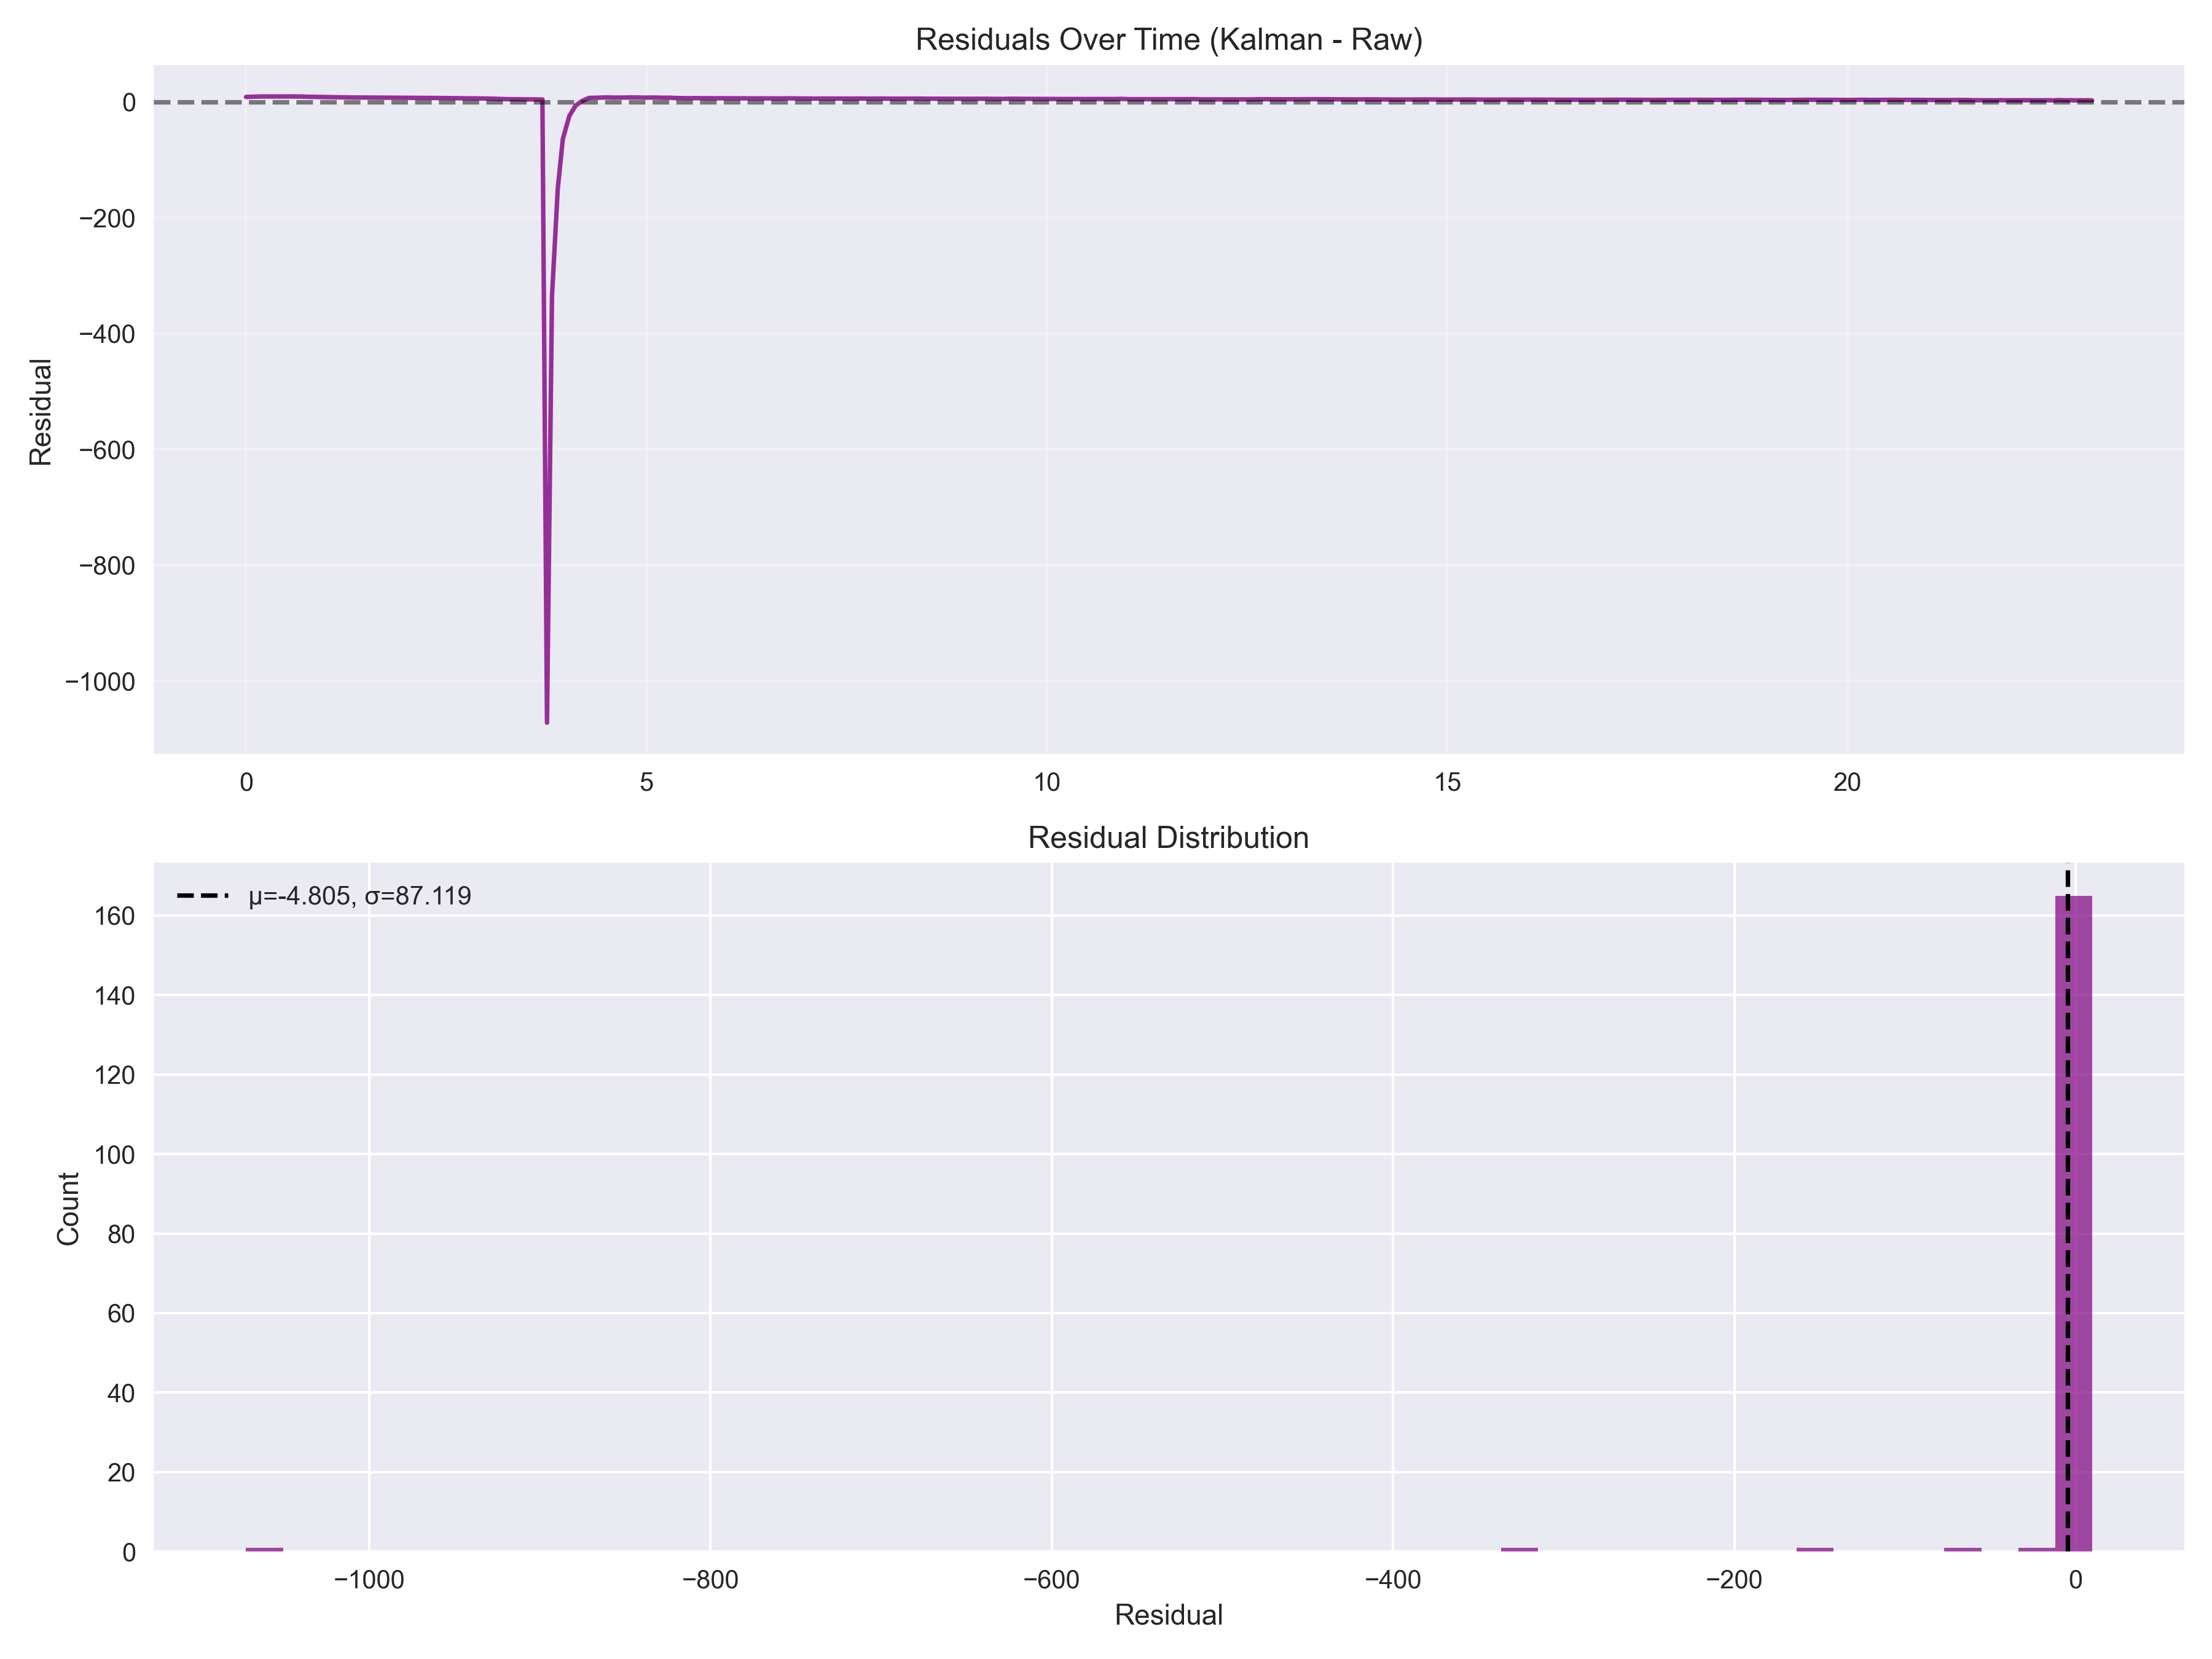 Residuals Over Time (Kalman - Raw)
0
−200
−400
−600
−800
−1000
Residual
0 5 10 15 20
Residual Distribution
μ=-4.805, σ=87.119
160
140
120
100
80
60
40
20
0
Count
−1000 −800 −600 −400 −200 0
Residual